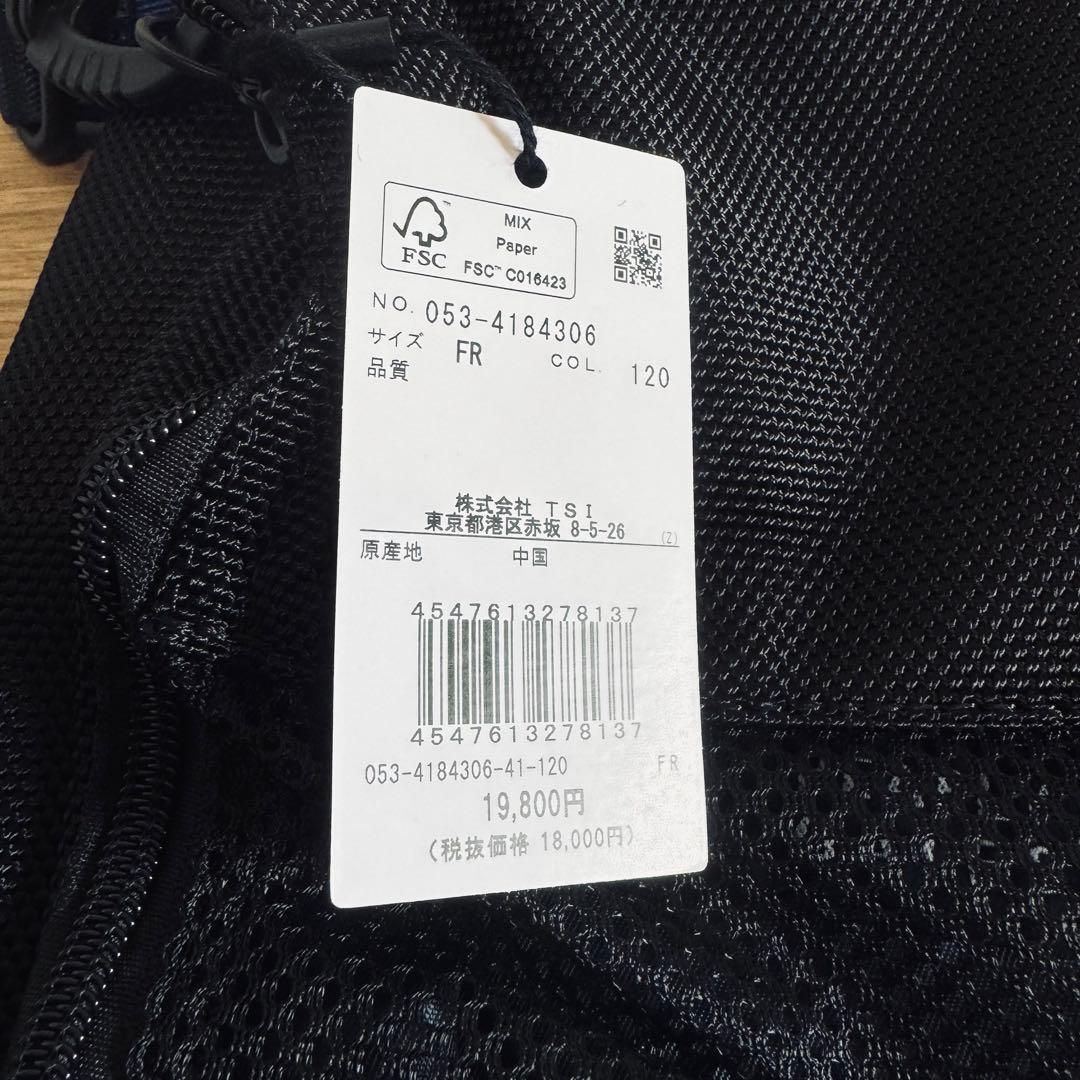 FSC™
MIX
Paper
FSC™ C016423
NO. 053-4184306
サイズ FR COL. 120
品質
株式会社 TSI
東京都港区赤坂 8-5-26 (Z)
原産地 中国
4547613278137
4547613278137
053-4184306-41-120 FR
19,800円
(税抜価格 18,000円)